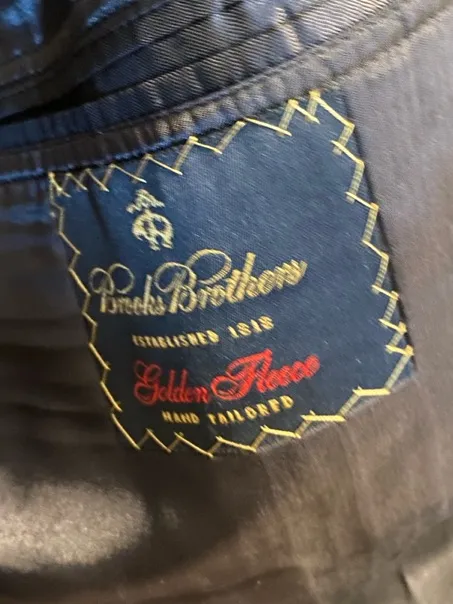 Brooks Brothers
ESTABLISHED 1818
Golden Fleece
HAND TAILORED